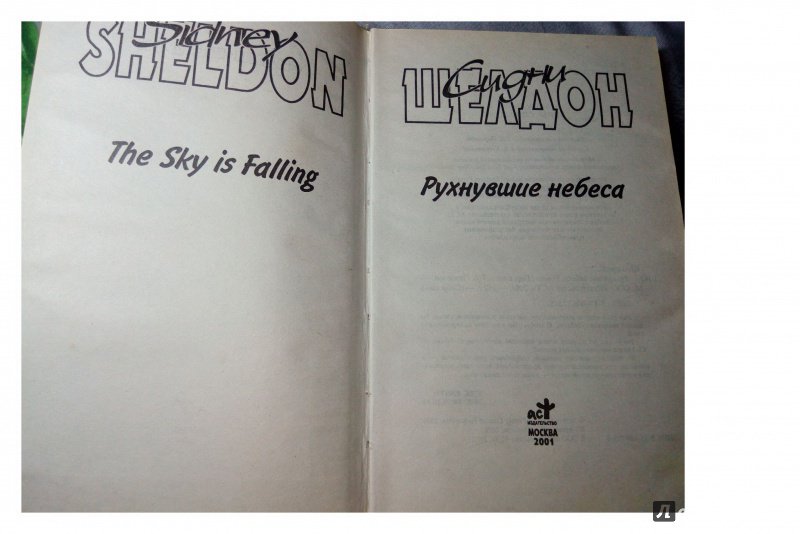 Sidney
SHELDON
The Sky is Falling
Сидни
ШЕЛДОН
Рухнувшие небеса
аст
ИЗДАТЕЛЬСТВО
МОСКВА
2001